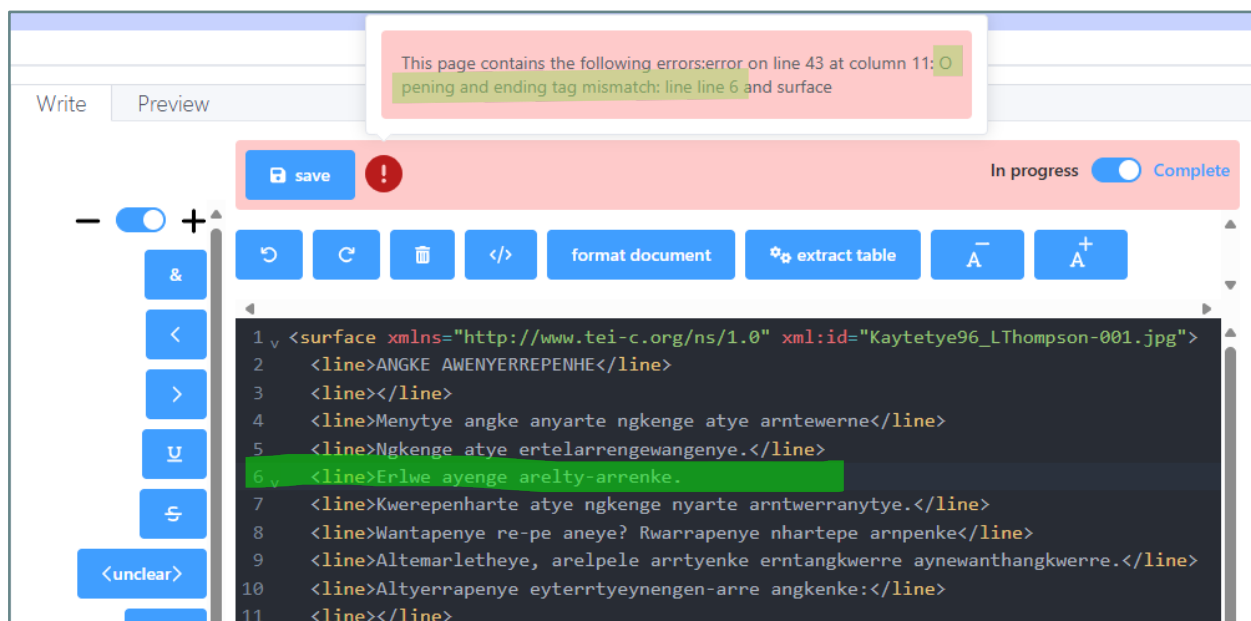 This page contains the following errors:error on line 43 at column 11: O
pening and ending tag mismatch: line line 6 and surface
Write Preview
save ! In progress Complete
− +
</> format document extract table A− A+
&
<
>
U
S
<unclear>
1 <surface xmlns="http://www.tei-c.org/ns/1.0" xml:id="Kaytetye96_LThompson-001.jpg">
2 <line>ANGKE AWENYERREPENHE</line>
3 <line></line>
4 <line>Menytye angke anyarte ngkenge atye arntewerne</line>
5 <line>Ngkenge atye ertelarrengewangenye.</line>
6 <line>Erlwe ayenge arelty-arrenke.
7 <line>Kwerepenharte atye ngkenge nyarte arntwerranytye.</line>
8 <line>Wantapenye re-pe aneye? Rwarrapenye nhartepe arnpenke</line>
9 <line>Altemarletheye, arelpele arrtyenke erntangkwerre aynewanthangkwerre.</line>
10 <line>Altyerrapenye eyterrtyeynengen-arre angkenke:</line>
11 <line></line>